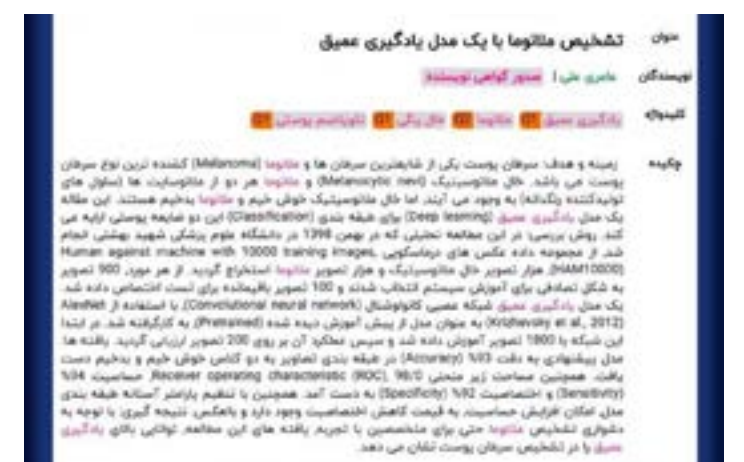 عنوان تشخیص ملانوما با یک مدل یادگیری عمیق
نویسندگان عامری علی | صدور گواهی نویسنده
کلیدواژه یادگیری عمیق Q1 ملانوما Q2 خال رنگی Q1 نئوپلاسم پوستی Q1
چکیده زمینه و هدف: سرطان پوست یکی از شایعترین سرطان ها و ملانوما (Melanoma) کشنده ترین نوع سرطان
پوست می باشد. خال ملانوسیتیک (Melanocytic nevi) و ملانوما هر دو از ملانوسایت ها (سلول های
تولیدکننده رنگدانه) به وجود می آیند، اما خال ملانوسیتیک خوش خیم و ملانوما بدخیم هستند. این مقاله
یک مدل یادگیری عمیق (Deep learning) برای طبقه بندی (Classification) این دو ضایعه پوستی ارایه می
کند. روش بررسی: در این مطالعه تحلیلی که در بهمن 1398 در دانشگاه علوم پزشکی شهید بهشتی انجام
شد، از مجموعه داده عکس های درماسکوپی Human against machine with 10000 training images,
(HAM10000)، هزار تصویر خال ملانوسیتیک و هزار تصویر ملانوما استخراج گردید. از هر مورد، 900 تصویر
به شکل تصادفی برای آموزش سیستم انتخاب شدند و 100 تصویر باقیمانده برای تست اختصاص داده شد.
یک مدل یادگیری عمیق شبکه عصبی کانولوشنال (Convolutional neural network) با استفاده از AlexNet
(Krizhevsky et al., 2012) به عنوان مدل از پیش آموزش دیده شده (Pretrained) به کارگرفته شد. در ابتدا
این شبکه با 1800 تصویر آموزش داده شد و سپس عملکرد آن بر روی 200 تصویر ارزیابی گردید. یافته ها:
مدل پیشنهادی به دقت 93% (Accuracy) در طبقه بندی تصاویر به دو کلاس خوش خیم و بدخیم دست
یافت. همچنین مساحت زیر منحنی 98/0 Receiver operating characteristic (ROC)، حساسیت 94%
(Sensitivity) و اختصاصیت 92% (Specificity) به دست آمد. همچنین با تنظیم پارامتر آستانه طبقه بندی
مدل، امکان افزایش حساسیت، به قیمت کاهش اختصاصیت وجود دارد و بالعکس. نتیجه گیری: با توجه به
دشواری تشخیص ملانوما حتی برای متخصصین با تجربه، یافته های این مطالعه، توانایی بالای یادگیری
عمیق را در تشخیص سرطان پوست نشان می دهد.